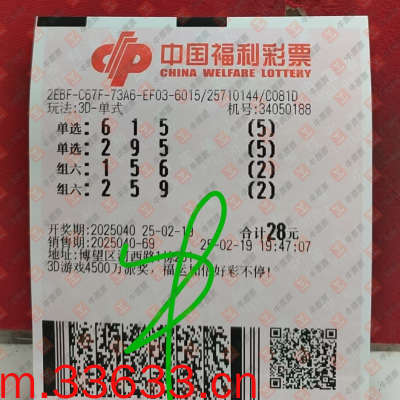 中国福利彩票
CHINA WELFARE LOTTERY
2EBF-C67F-73A6-EF03-6015/25710144/C081D
玩法:3D-单式 机号:34050188
单选: 6 1 5 (5)
单选: 2 9 5 (5)
组六: 1 5 6 (2)
组六: 2 5 9 (2)
开奖期:2025040 25-02-19 合计28元
销售期:2025040-69 25-02-19 19:47:07
地址:博望区 西路1
3D游戏4500万派奖，福运 好彩不停!
m.33633.cn